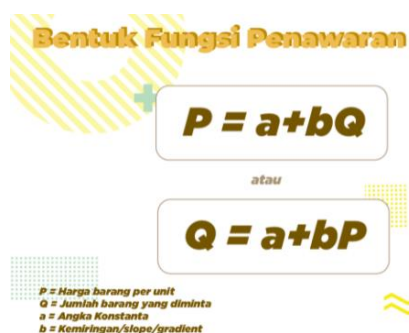 Bentuk Fungsi Penawaran
P = a+bQ
atau
Q = a+bP
P = Harga barang per unit
Q = Jumlah barang yang diminta
a = Angka Konstanta
b = Kemiringan/slope/gradient